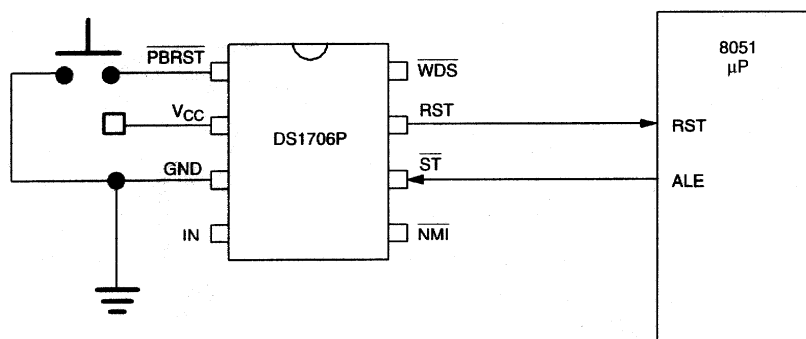 8051
µP
PBRST
WDS
VCC
RST
RST
DS1706P
GND
ST
ALE
IN
NMI